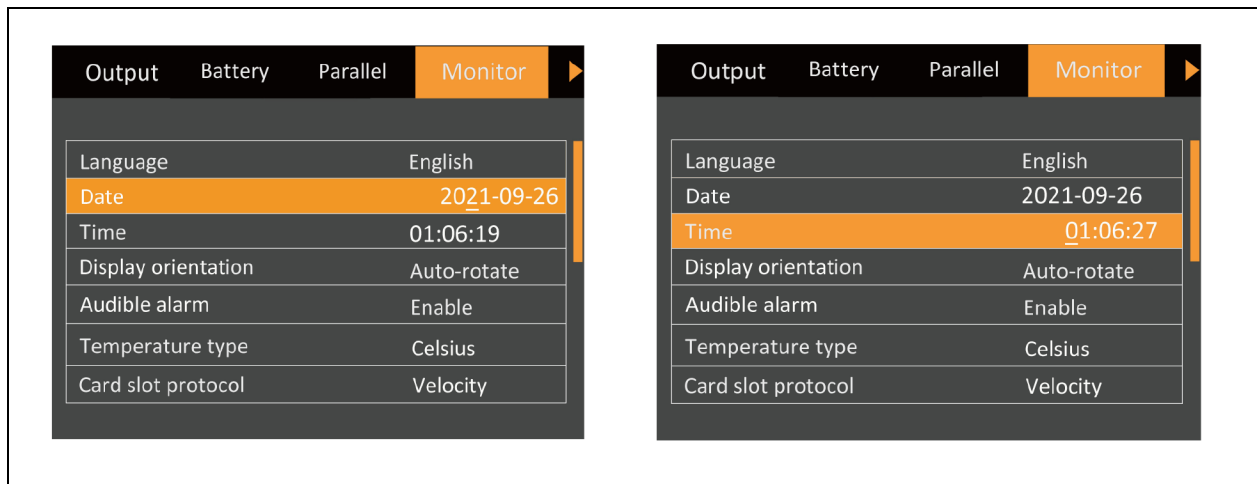 Output Battery Parallel Monitor
Language English
Date 2021-09-26
Time 01:06:19
Display orientation Auto-rotate
Audible alarm Enable
Temperature type Celsius
Card slot protocol Velocity
Output Battery Parallel Monitor
Language English
Date 2021-09-26
Time 01:06:27
Display orientation Auto-rotate
Audible alarm Enable
Temperature type Celsius
Card slot protocol Velocity